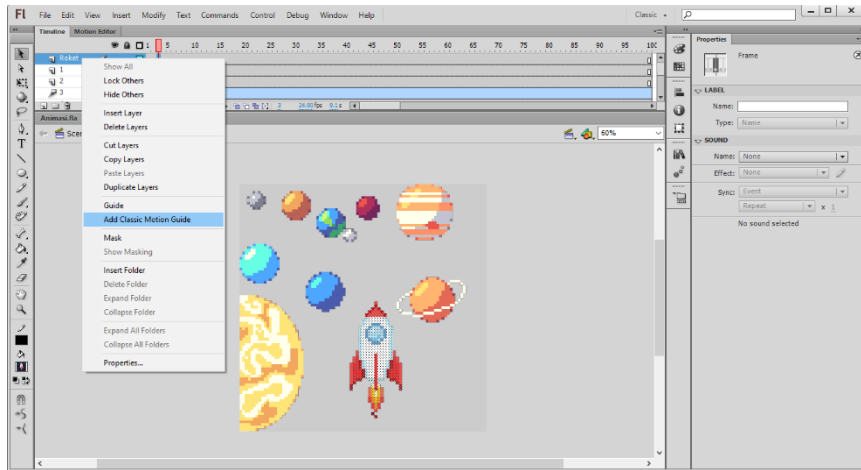 Fl File Edit View Insert Modify Text Commands Control Debug Window Help Classic
Timeline Motion Editor
1 5 10 15 20 25 30 35 40 45 50 55 60 65 70 75 80 85 90 95 100
Roket
1
2
3
3 24.00 fps 0.1 s
Animasi.fla
Scen
60%
Show All
Lock Others
Hide Others
Insert Layer
Delete Layers
Cut Layers
Copy Layers
Paste Layers
Duplicate Layers
Guide
Add Classic Motion Guide
Mask
Show Masking
Insert Folder
Delete Folder
Expand Folder
Collapse Folder
Expand All Folders
Collapse All Folders
Properties...
Properties
Frame
LABEL
Name:
Type: Name
SOUND
Name: None
Effect: None
Sync: Event
Repeat x 1
No sound selected